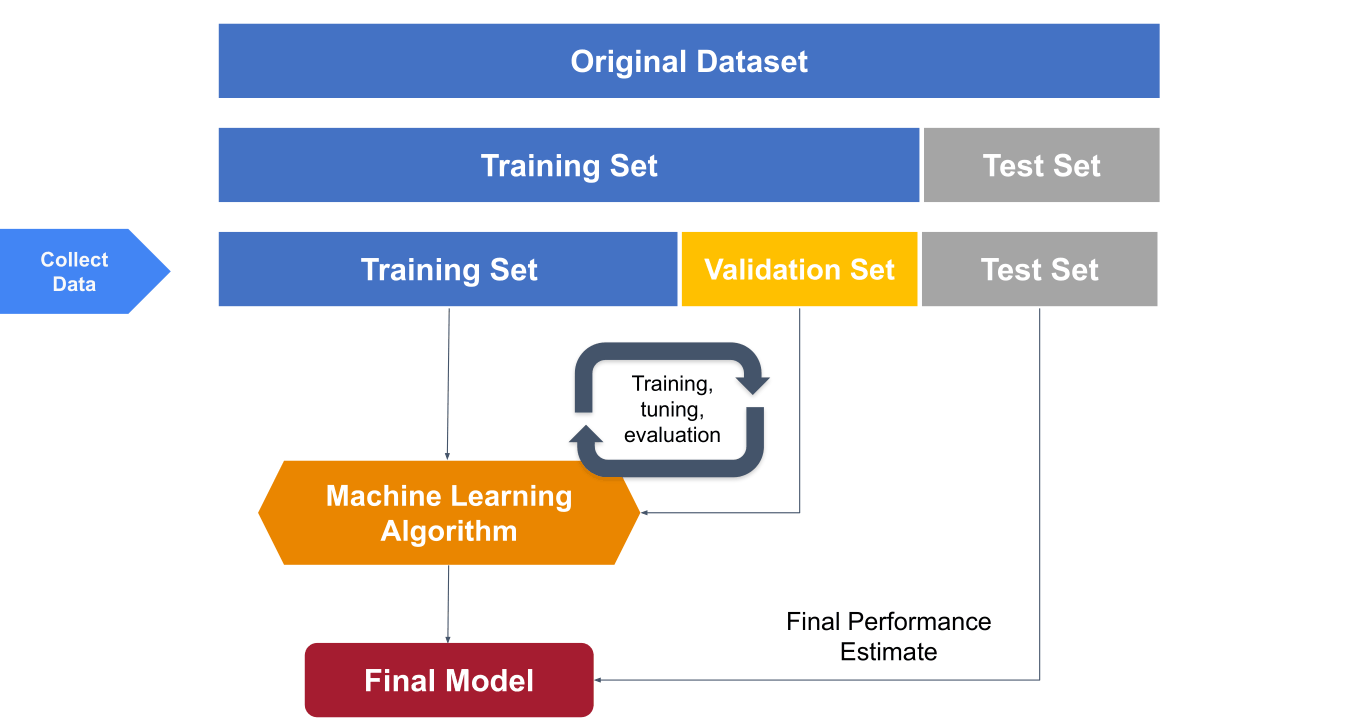 Original Dataset
Training Set
Test Set
Collect
Data
Training Set
Validation Set
Test Set
Training,
tuning,
evaluation
Machine Learning
Algorithm
Final Performance
Estimate
Final Model